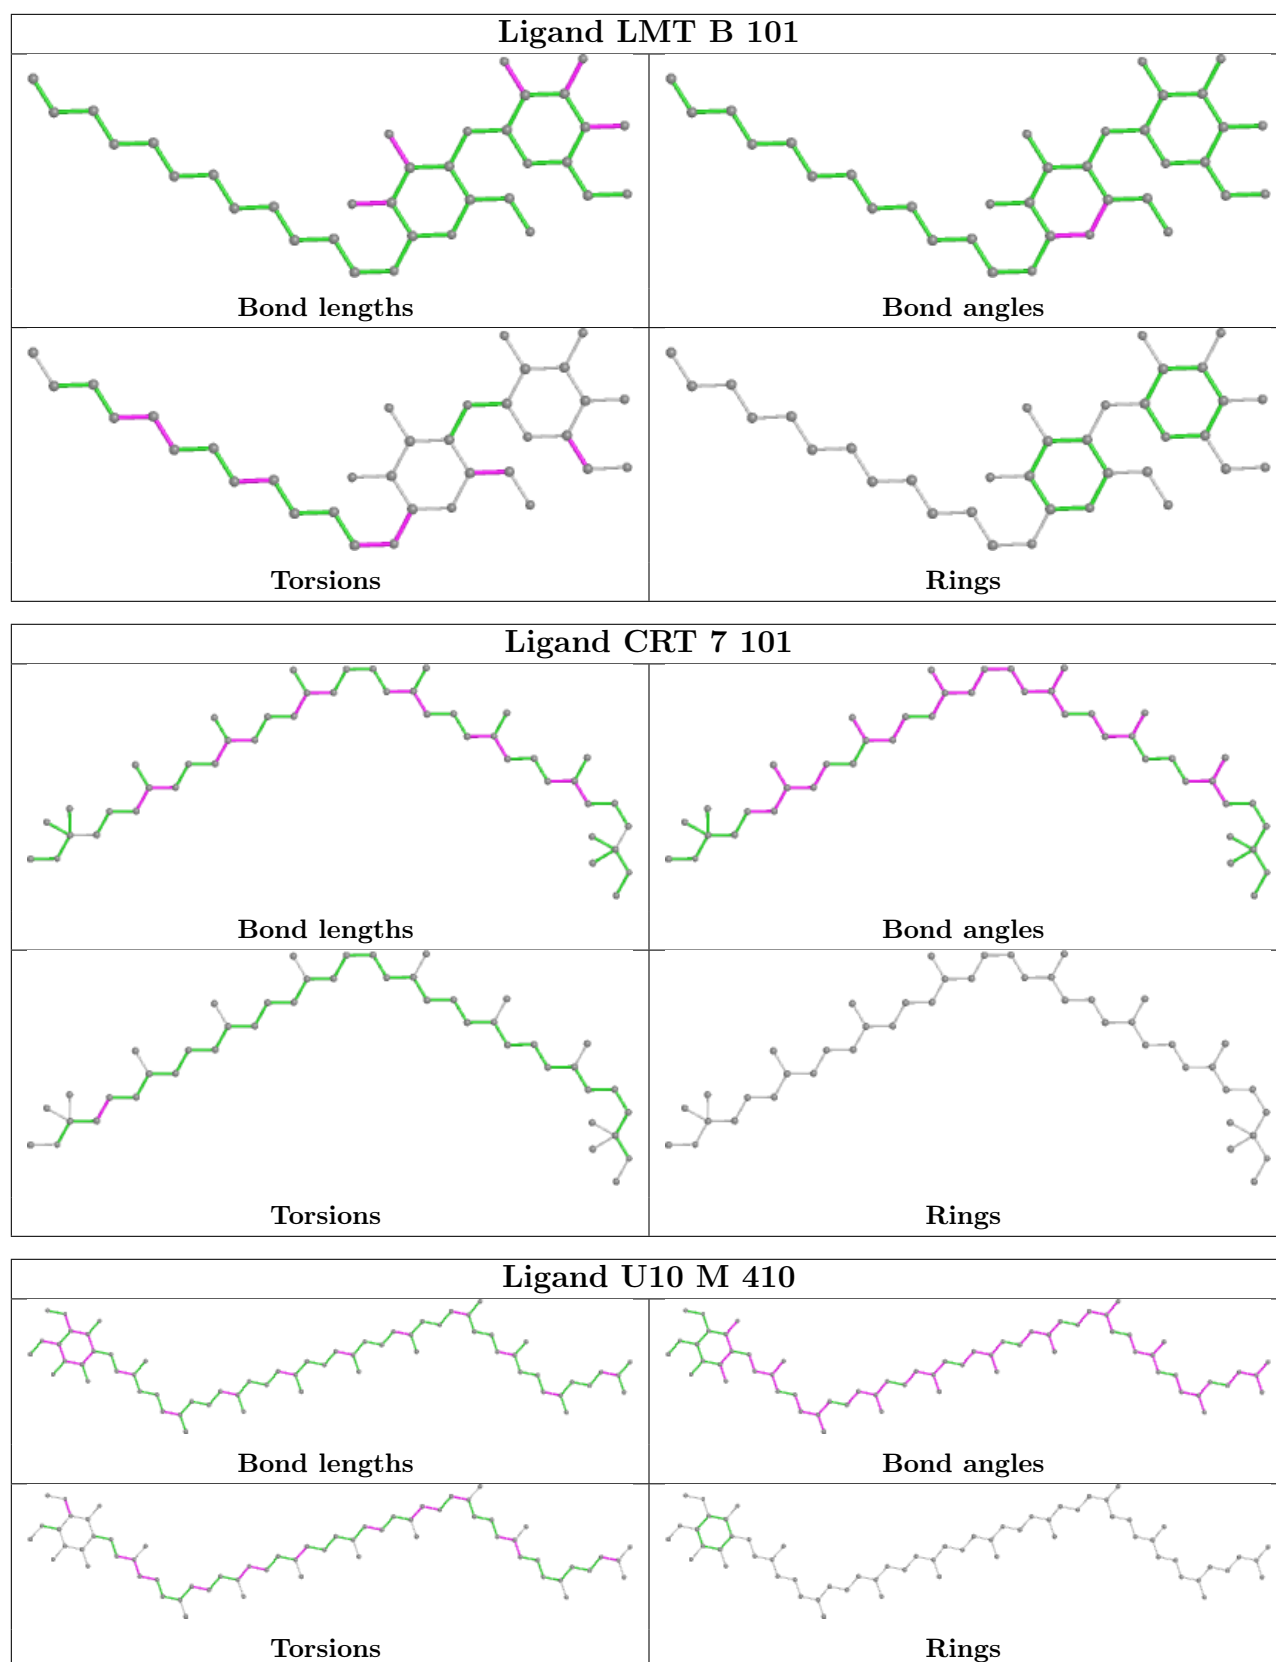 Ligand LMT B 101
Bond lengths
Bond angles
Torsions
Rings
Ligand CRT 7 101
Bond lengths
Bond angles
Torsions
Rings
Ligand U10 M 410
Bond lengths
Bond angles
Torsions
Rings